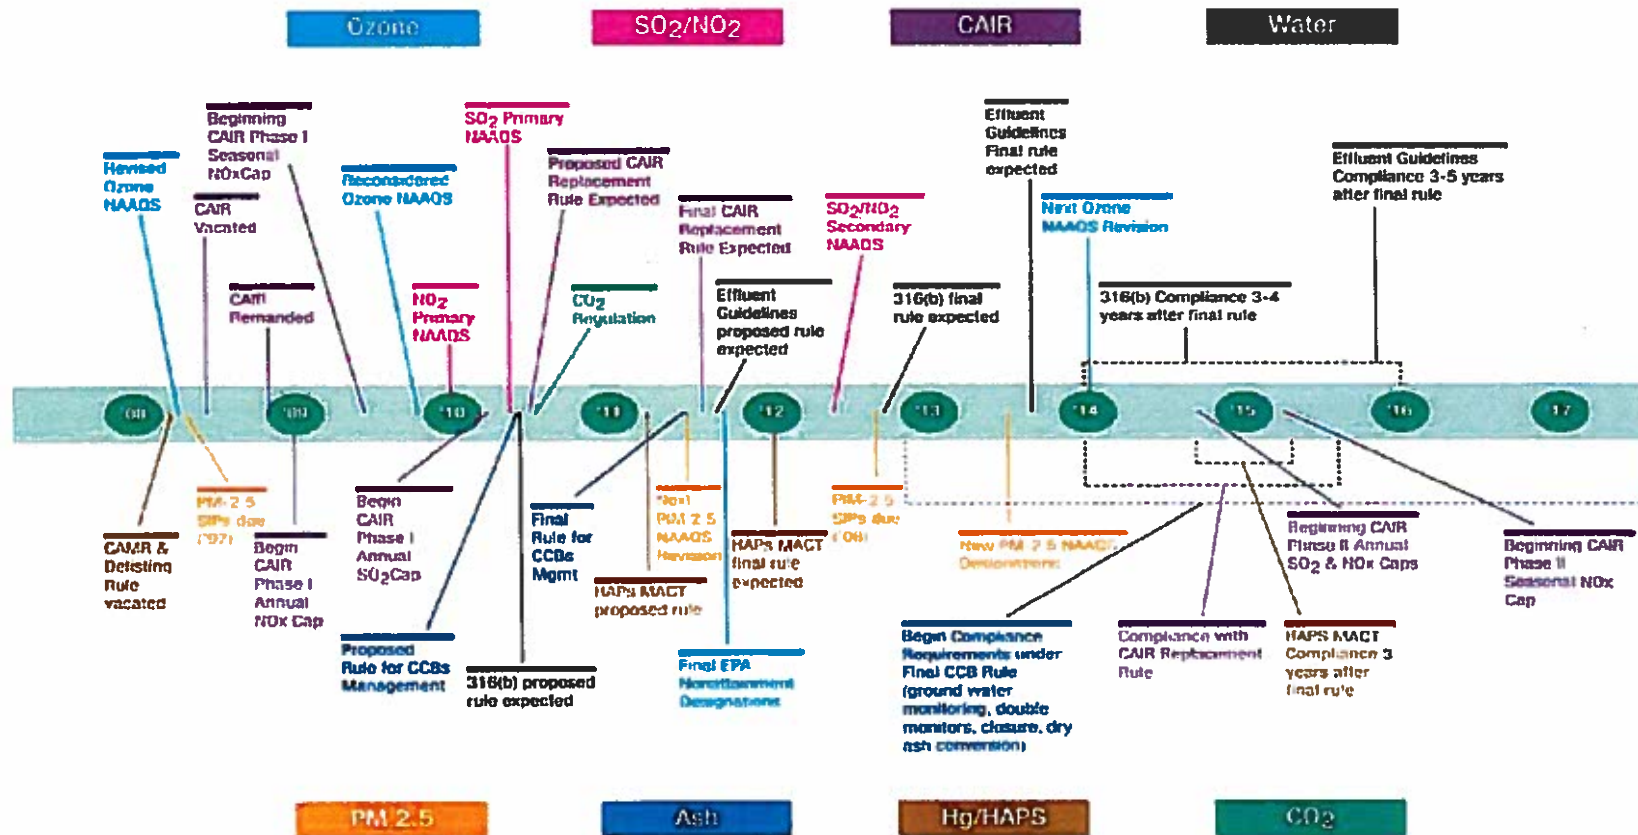 Ozone
SO2/NO2
CAIR
Water
Revised
Ozone
NAAQS
Beginning
CAIR Phase I
Seasonal
NOxCap
CAIR
Vacated
CAIR
Remanded
Reconsidered
Ozone NAAQS
NO2
Primary
NAAQS
SO2 Primary
NAAQS
Proposed CAIR
Replacement
Rule Expected
CO2
Regulation
Final CAIR
Replacement
Rule Expected
Effluent
Guidelines
proposed rule
expected
SO2/NO2
Secondary
NAAQS
316(b) final
rule expected
Effluent
Guidelines
Final rule
expected
Next Ozone
NAAQS Revision
316(b) Compliance 3-4
years after final rule
Effluent Guidelines
Compliance 3-5 years
after final rule
'08
'09
'10
'11
'12
'13
'14
'15
'16
'17
CAMR &
Delisting
Rule
vacated
PM-2.5
SIPs due
('97)
Begin
CAIR
Phase I
Annual
NOx Cap
Begin
CAIR
Phase I
Annual
SO2Cap
Proposed
Rule for CCBs
Management
316(b) proposed
rule expected
Final
Rule for
CCBs
Mgmt
HAPs MACT
proposed rule
Next
PM-2.5
NAAQS
Revision
Final EPA
Nonattainment
Designations
HAPs MACT
final rule
expected
PM-2.5
SIPs due
('06)
New PM-2.5 NAAQS
Designations
Begin Compliance
Requirements under
Final CCB Rule
(ground water
monitoring, double
monitors, closure, dry
ash conversion)
Compliance with
CAIR Replacement
Rule
HAPS MACT
Compliance 3
years after
final rule
Beginning CAIR
Phase II Annual
SO2 & NOx Caps
Beginning CAIR
Phase II
Seasonal NOx
Cap
PM 2.5
Ash
Hg/HAPS
CO2